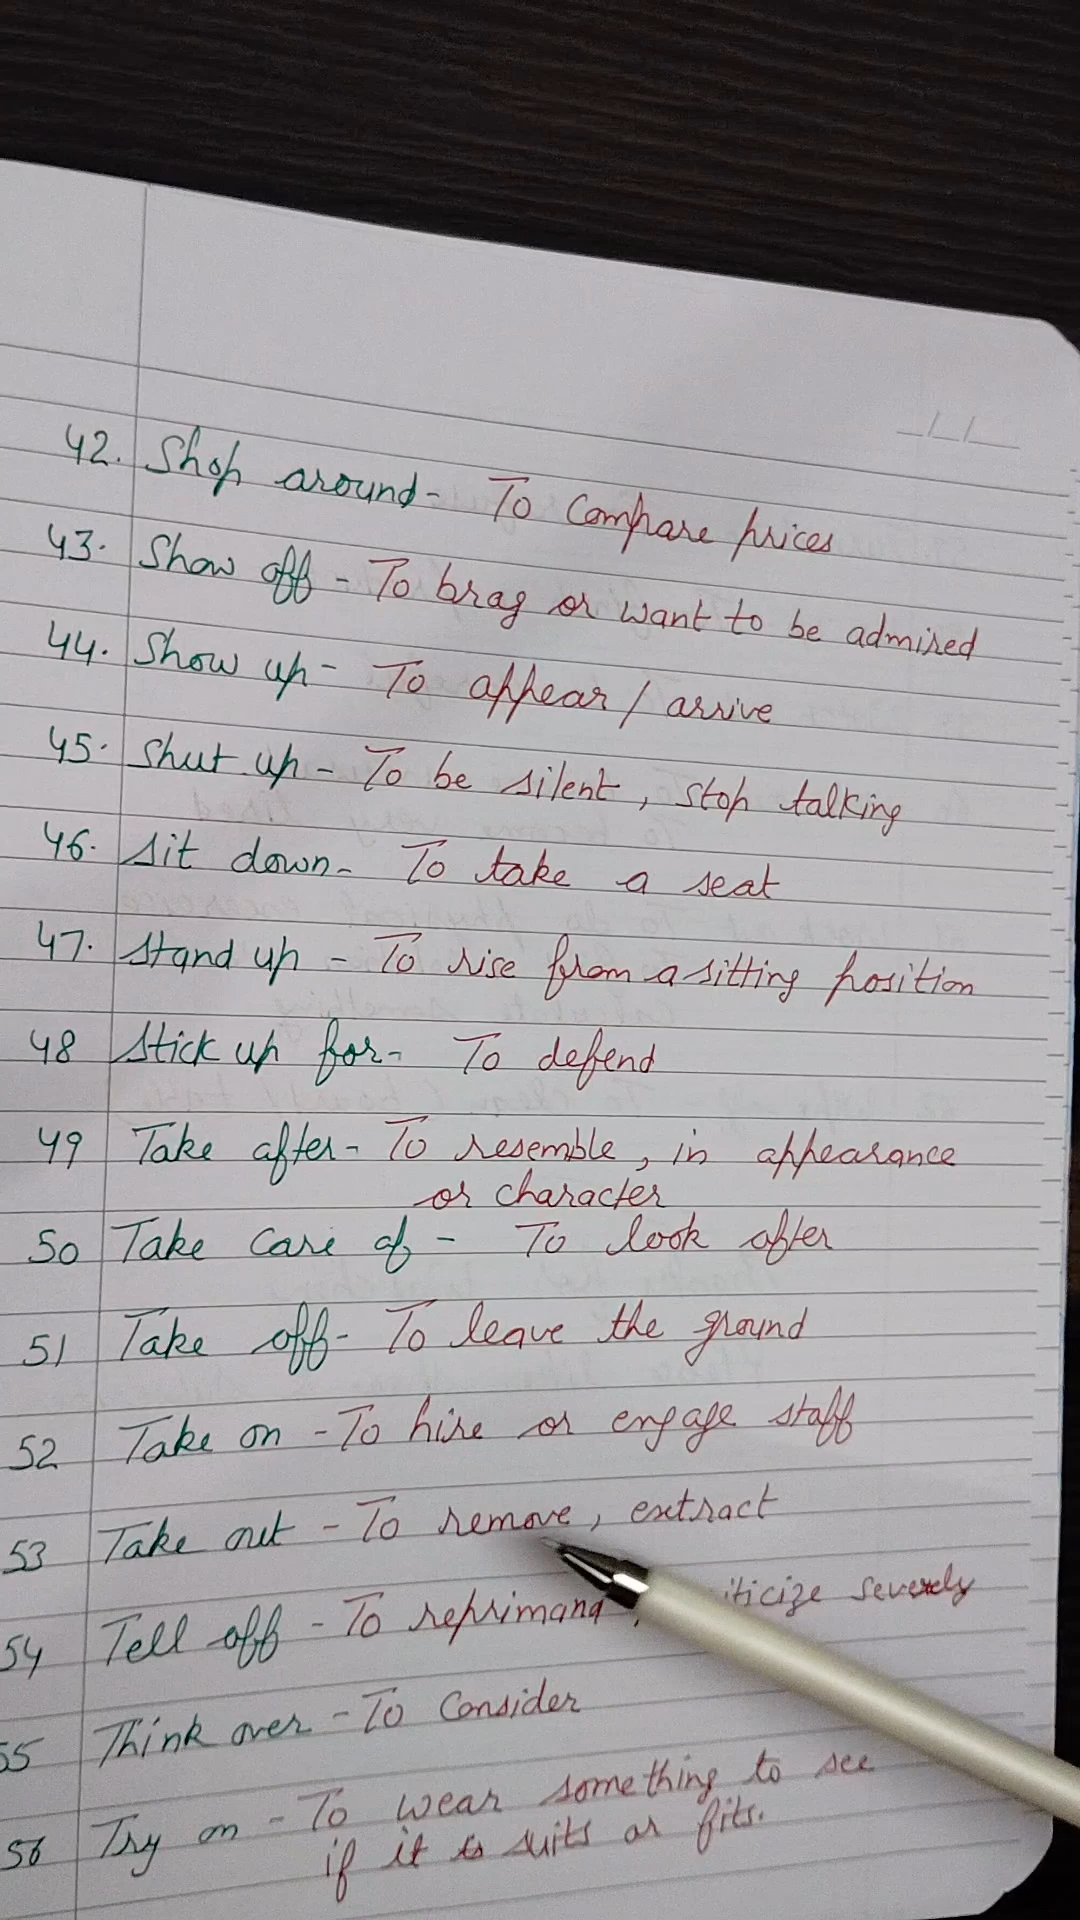 42. Shop around - To Compare prices
43. Show off - To brag or want to be admired
44. Show up - To appear / arrive
45. Shut up - To be silent, stop talking
46. Sit down - To take a seat
47. Stand up - To rise from a sitting position
48 Stick up for - To defend
49 Take after - To resemble, in appearance
or character
50 Take care of - To look after
51 Take off - To leave the ground
52 Take on - To hire or engage staff
53 Take out - To remove, extract
54 Tell off - To reprimand, severely
55 Think over - To Consider
56 Try on - To wear something to see
if it suits or fits.